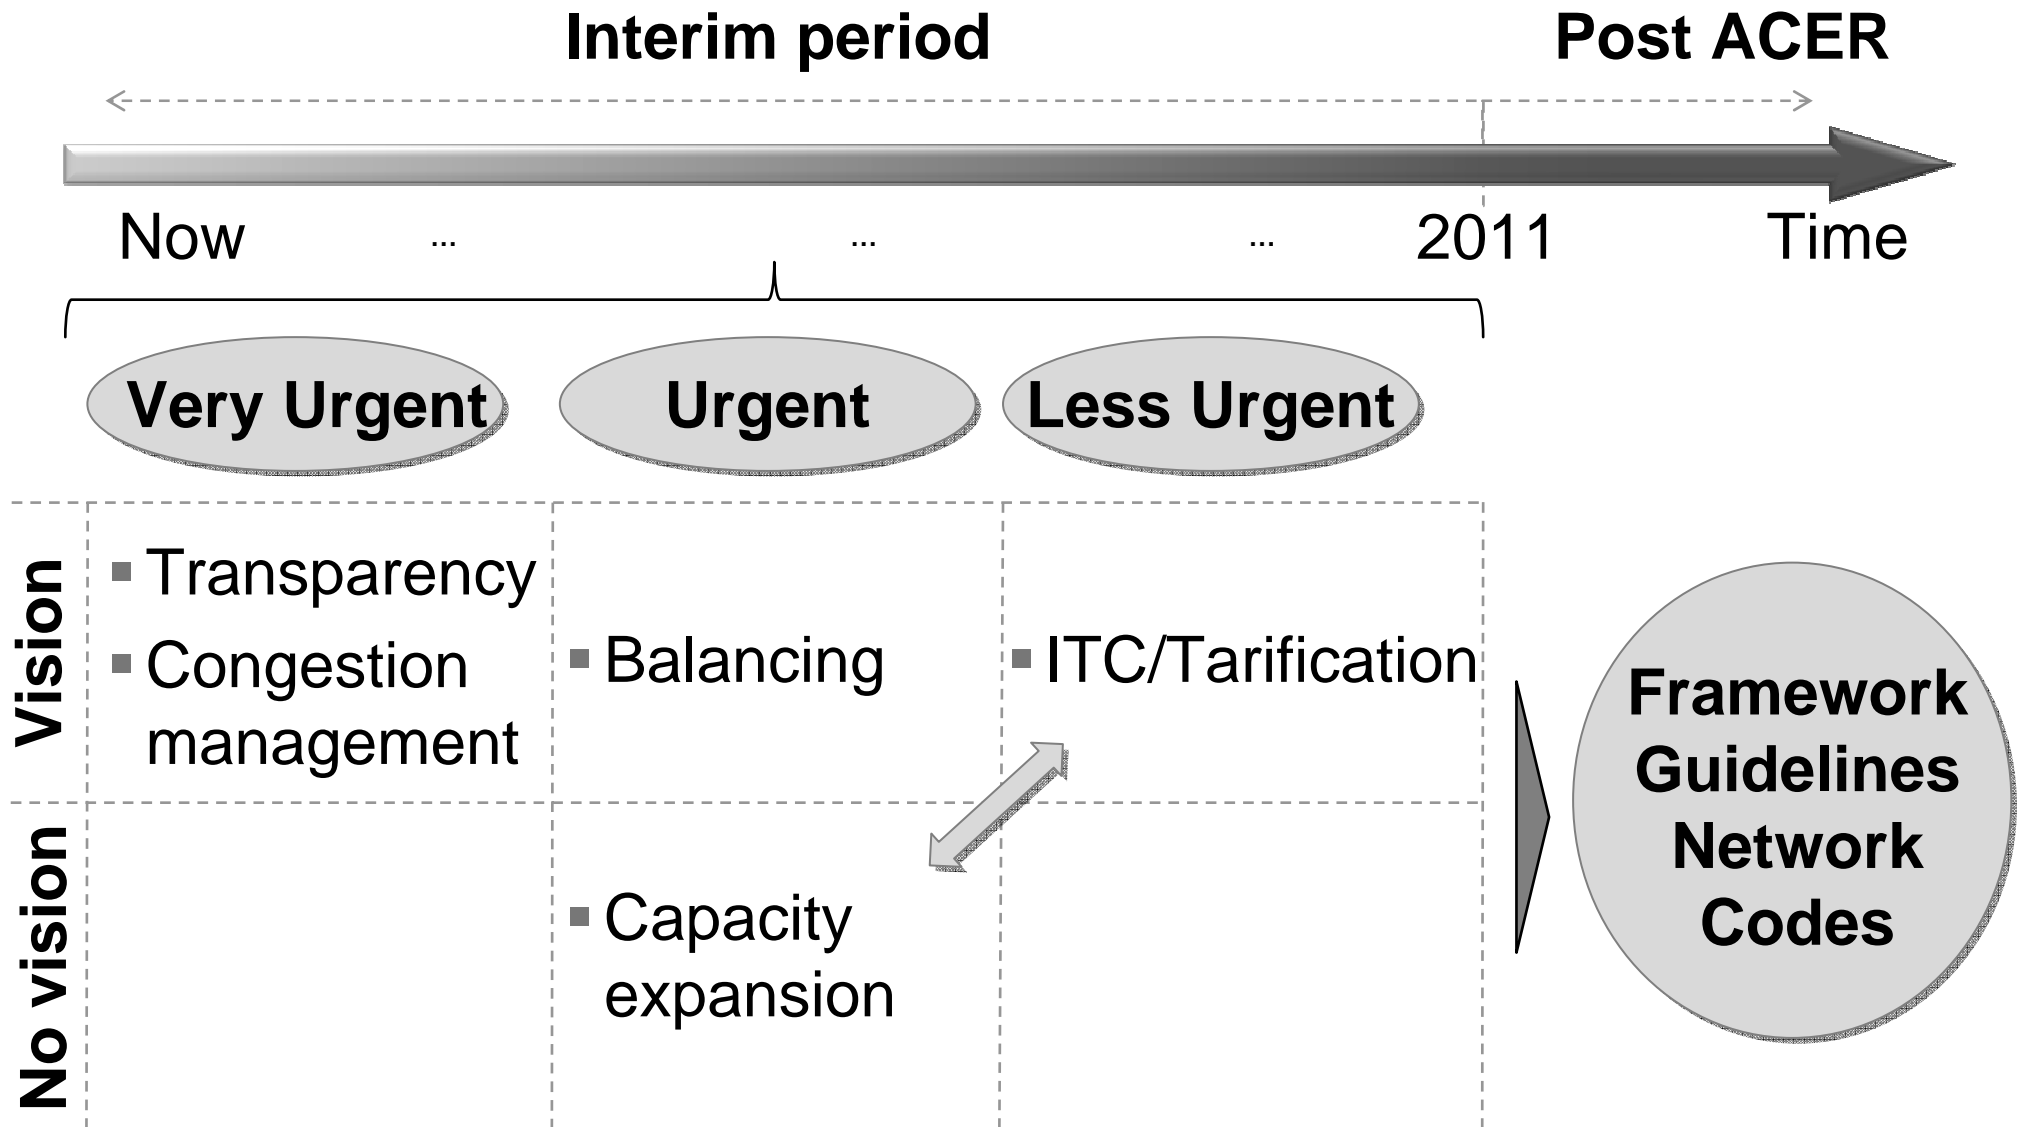 Interim period
Post ACER
Now
...
...
...
2011
Time
Very Urgent
Urgent
Less Urgent
Vision
▪ Transparency
▪ Congestion
management
▪ Balancing
▪ ITC/Tarification
No vision
▪ Capacity
expansion
Framework
Guidelines
Network
Codes